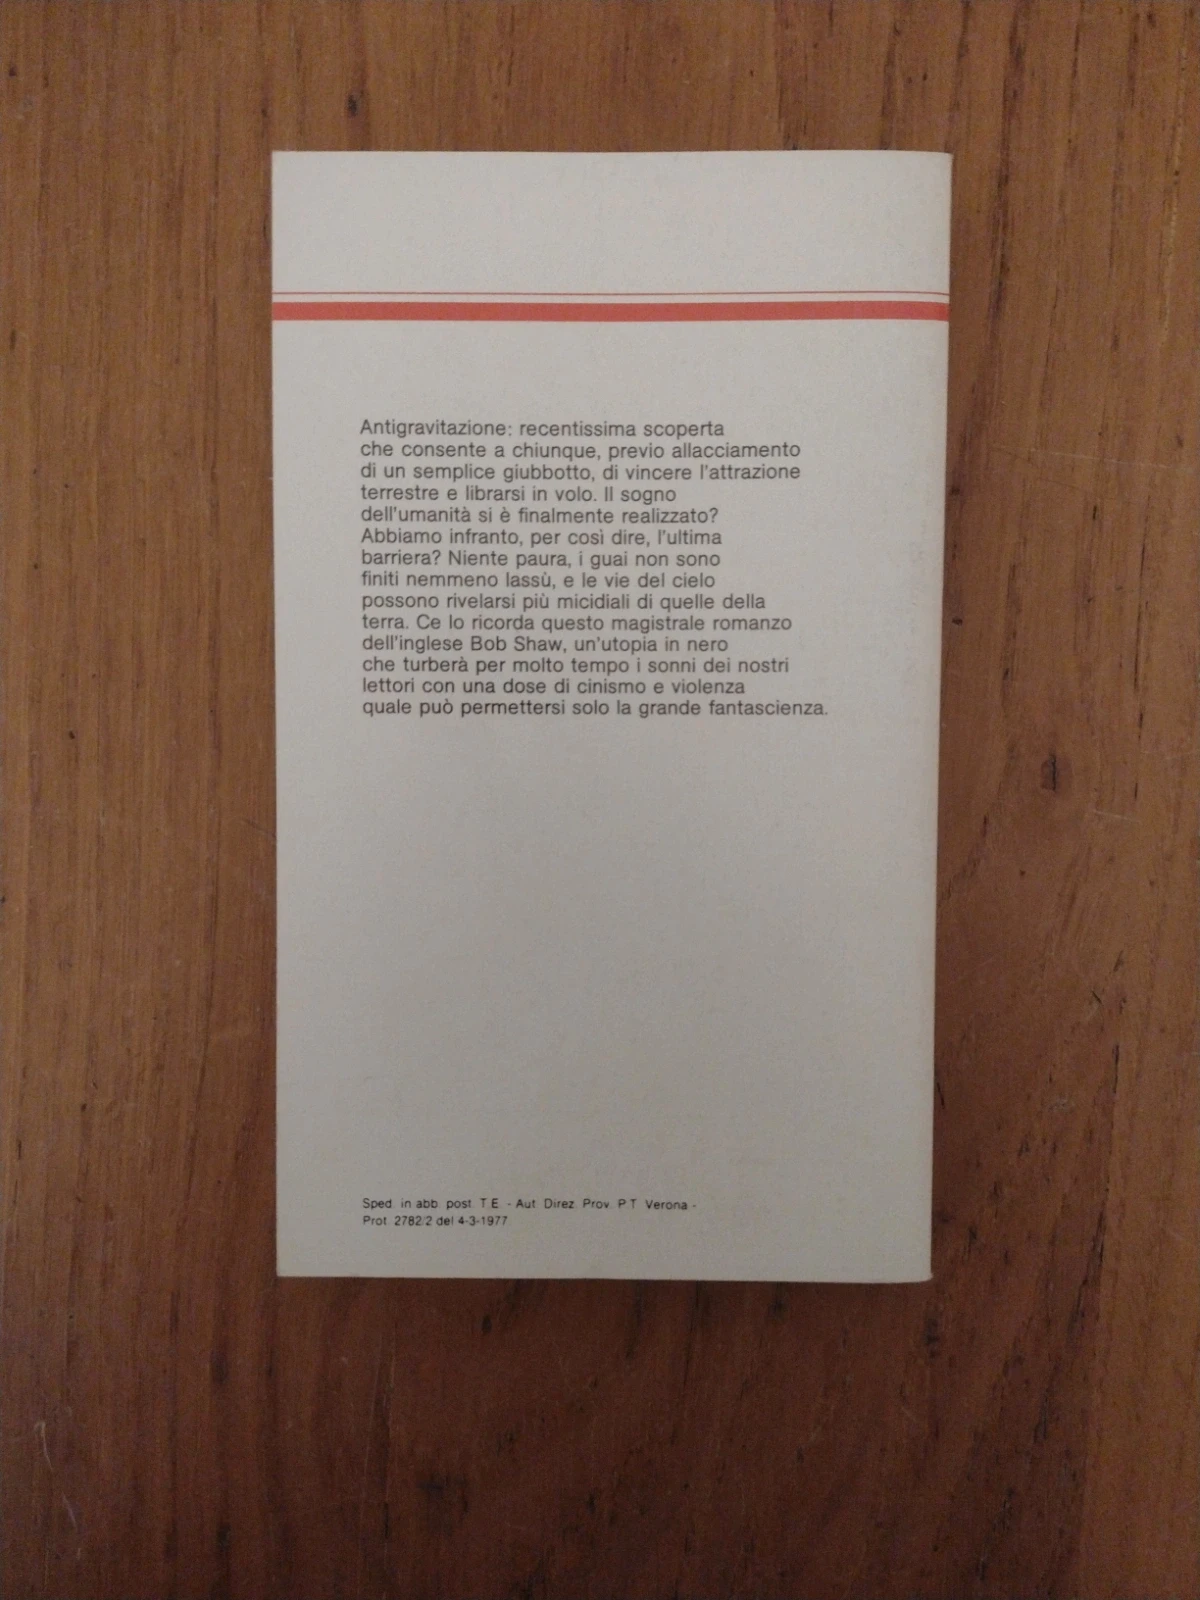 Antigravitazione: recentissima scoperta
che consente a chiunque, previo allacciamento
di un semplice giubbotto, di vincere l'attrazione
terrestre e librarsi in volo. Il sogno
dell'umanità si è finalmente realizzato?
Abbiamo infranto, per così dire, l'ultima
barriera? Niente paura, i guai non sono
finiti nemmeno lassù, e le vie del cielo
possono rivelarsi più micidiali di quelle della
terra. Ce lo ricorda questo magistrale romanzo
dell'inglese Bob Shaw, un'utopia in nero
che turberà per molto tempo i sonni dei nostri
lettori con una dose di cinismo e violenza
quale può permettersi solo la grande fantascienza.
Sped. in abb. post. T.E. - Aut. Direz. Prov. P.T. Verona -
Prot. 2782/2 del 4-3-1977